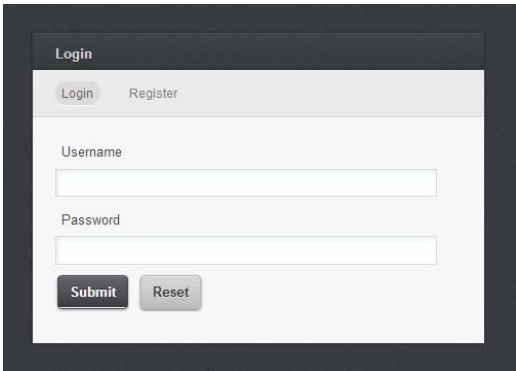 Login
Login Register
Username
Password
Submit Reset